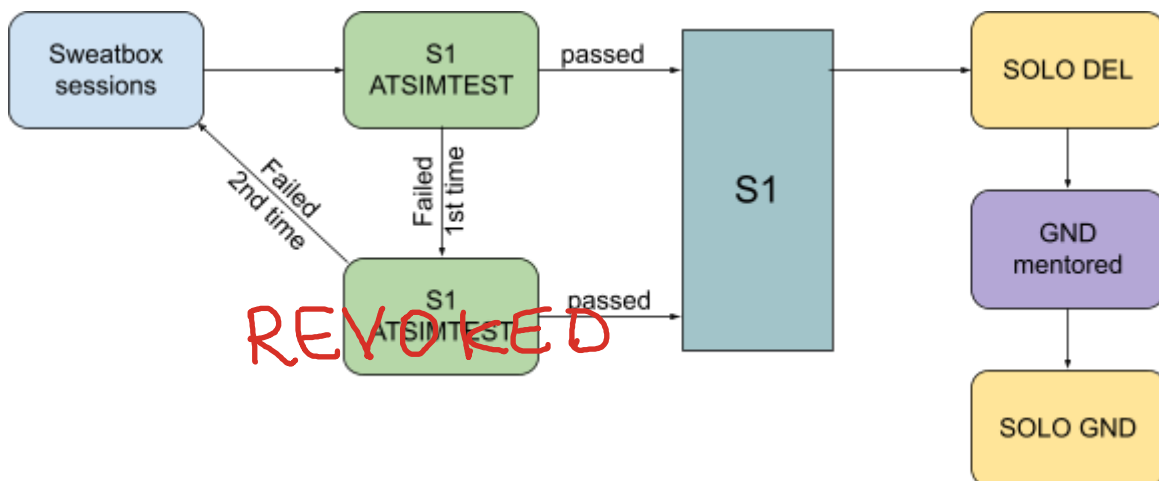 Sweatbox
sessions
S1
ATSIMTEST
passed
S1
SOLO DEL
Failed
1st time
Failed
2nd time
GND
mentored
S1
ATSIMTEST
passed
REVOKED
SOLO GND